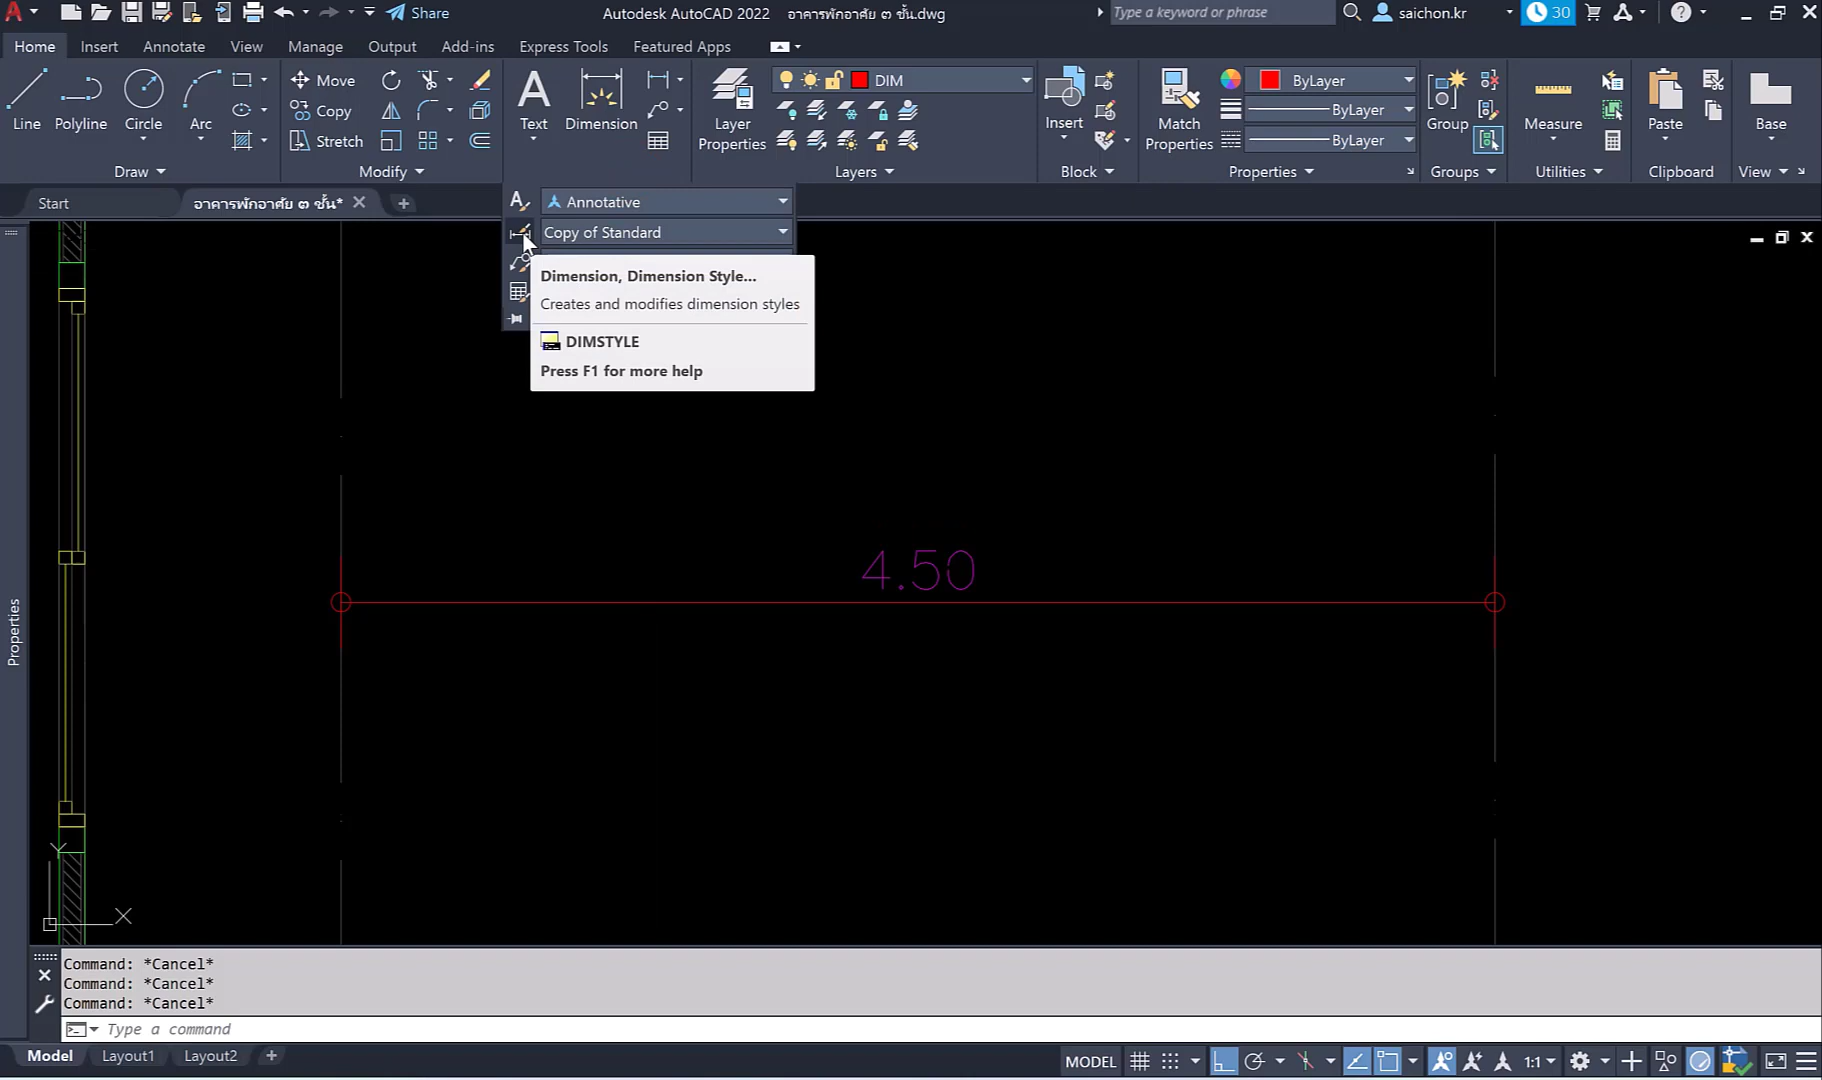 Share
Autodesk AutoCAD 2022 อาคารพักอาศัย ๓ ชั้น.dwg
Type a keyword or phrase
saichon.kr
30
Home Insert Annotate View Manage Output Add-ins Express Tools Featured Apps
Move
Copy
Stretch
DIM
ByLayer
ByLayer
ByLayer
Line Polyline Circle Arc
Text Dimension
Layer Properties
Insert
Match Properties
Group
Measure
Paste
Base
Draw Modify Layers Block Properties Groups Utilities Clipboard View
Start
อาคารพักอาศัย ๓ ชั้น*
Annotative
Copy of Standard
Dimension, Dimension Style...
Creates and modifies dimension styles
DIMSTYLE
Press F1 for more help
4.50
Properties
Y
X
Command: *Cancel*
Command: *Cancel*
Command: *Cancel*
Type a command
Model Layout1 Layout2
MODEL
1:1